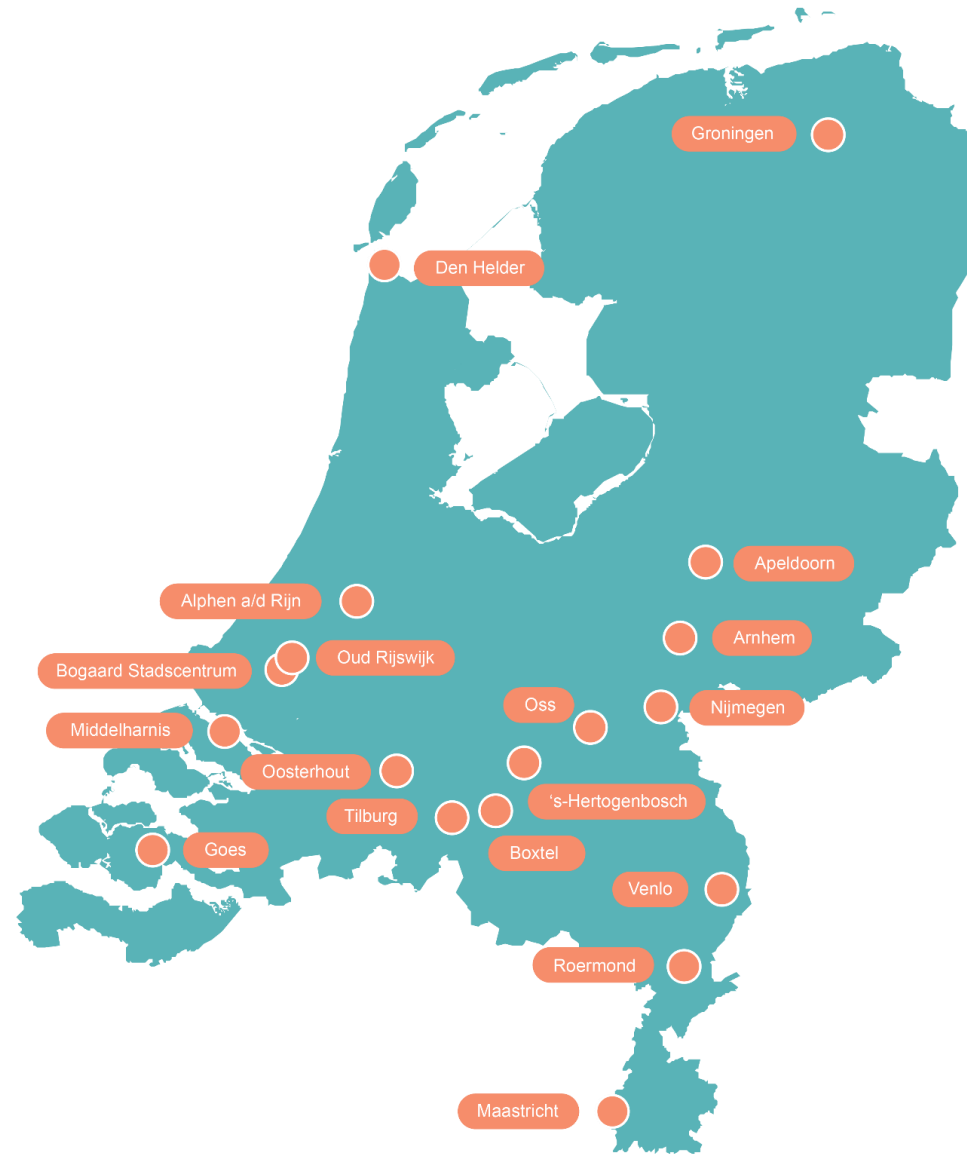 Groningen
Den Helder
Apeldoorn
Alphen a/d Rijn
Arnhem
Oud Rijswijk
Bogaard Stadscentrum
Oss
Nijmegen
Middelharnis
Oosterhout
‘s-Hertogenbosch
Tilburg
Goes
Boxtel
Venlo
Roermond
Maastricht